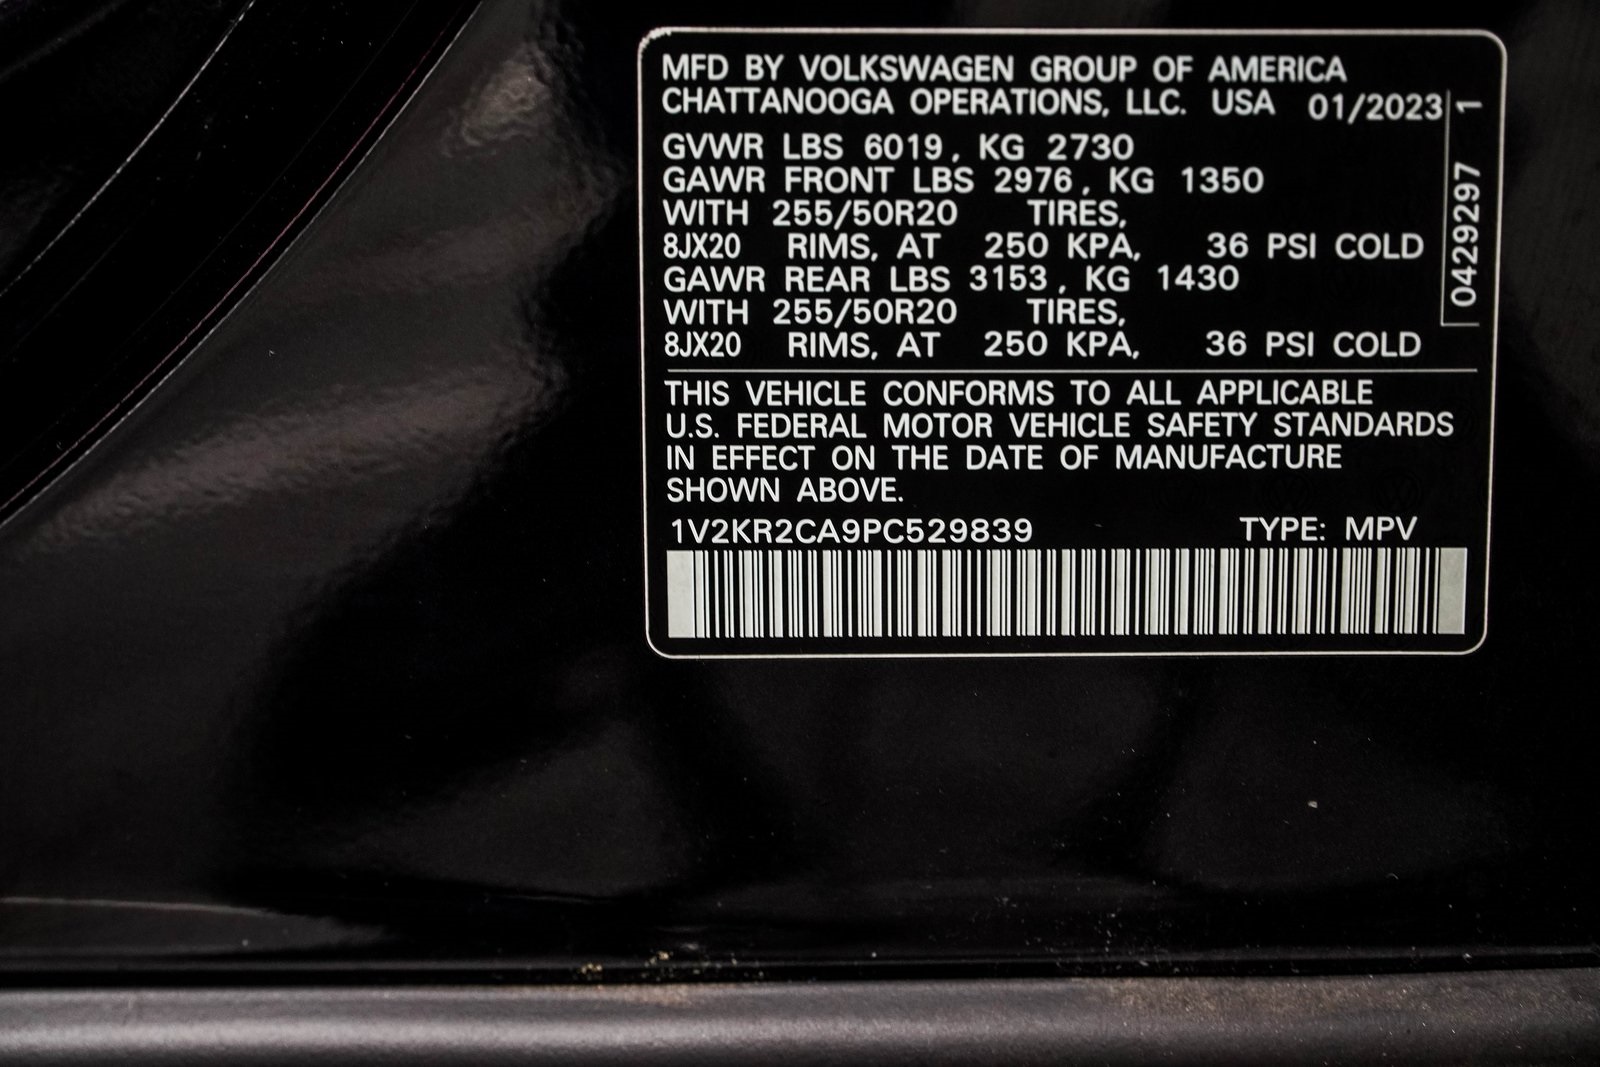 MFD BY VOLKSWAGEN GROUP OF AMERICA
CHATTANOOGA OPERATIONS, LLC. USA 01/2023
GVWR LBS 6019, KG 2730
GAWR FRONT LBS 2976, KG 1350
WITH 255/50R20 TIRES,
8JX20 RIMS, AT 250 KPA, 36 PSI COLD
GAWR REAR LBS 3153, KG 1430
WITH 255/50R20 TIRES,
8JX20 RIMS, AT 250 KPA, 36 PSI COLD
0429297 1
THIS VEHICLE CONFORMS TO ALL APPLICABLE
U.S. FEDERAL MOTOR VEHICLE SAFETY STANDARDS
IN EFFECT ON THE DATE OF MANUFACTURE
SHOWN ABOVE.
1V2KR2CA9PC529839 TYPE: MPV